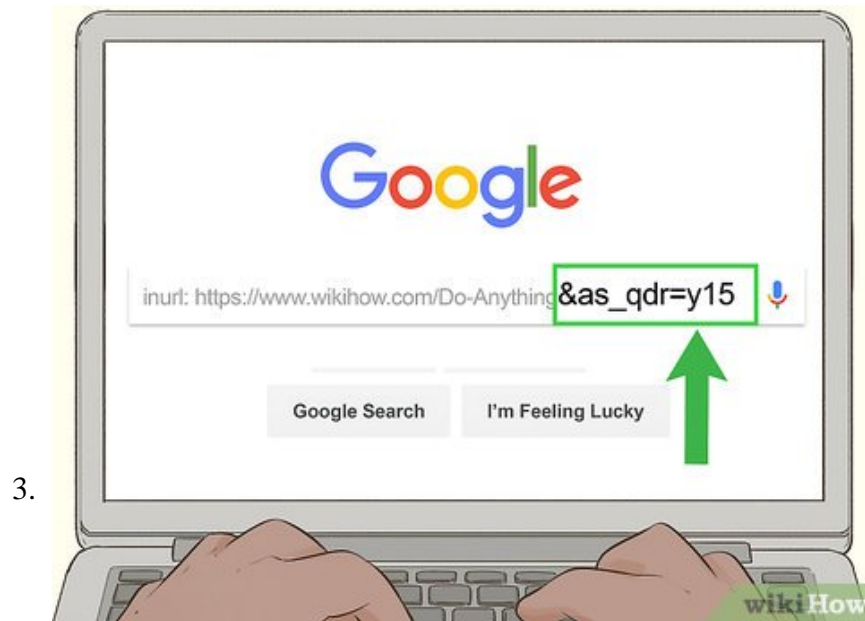 Google
inurl: https://www.wikihow.com/Do-Anything &as_qdr=y15
Google Search I'm Feeling Lucky
3.
wikiHow